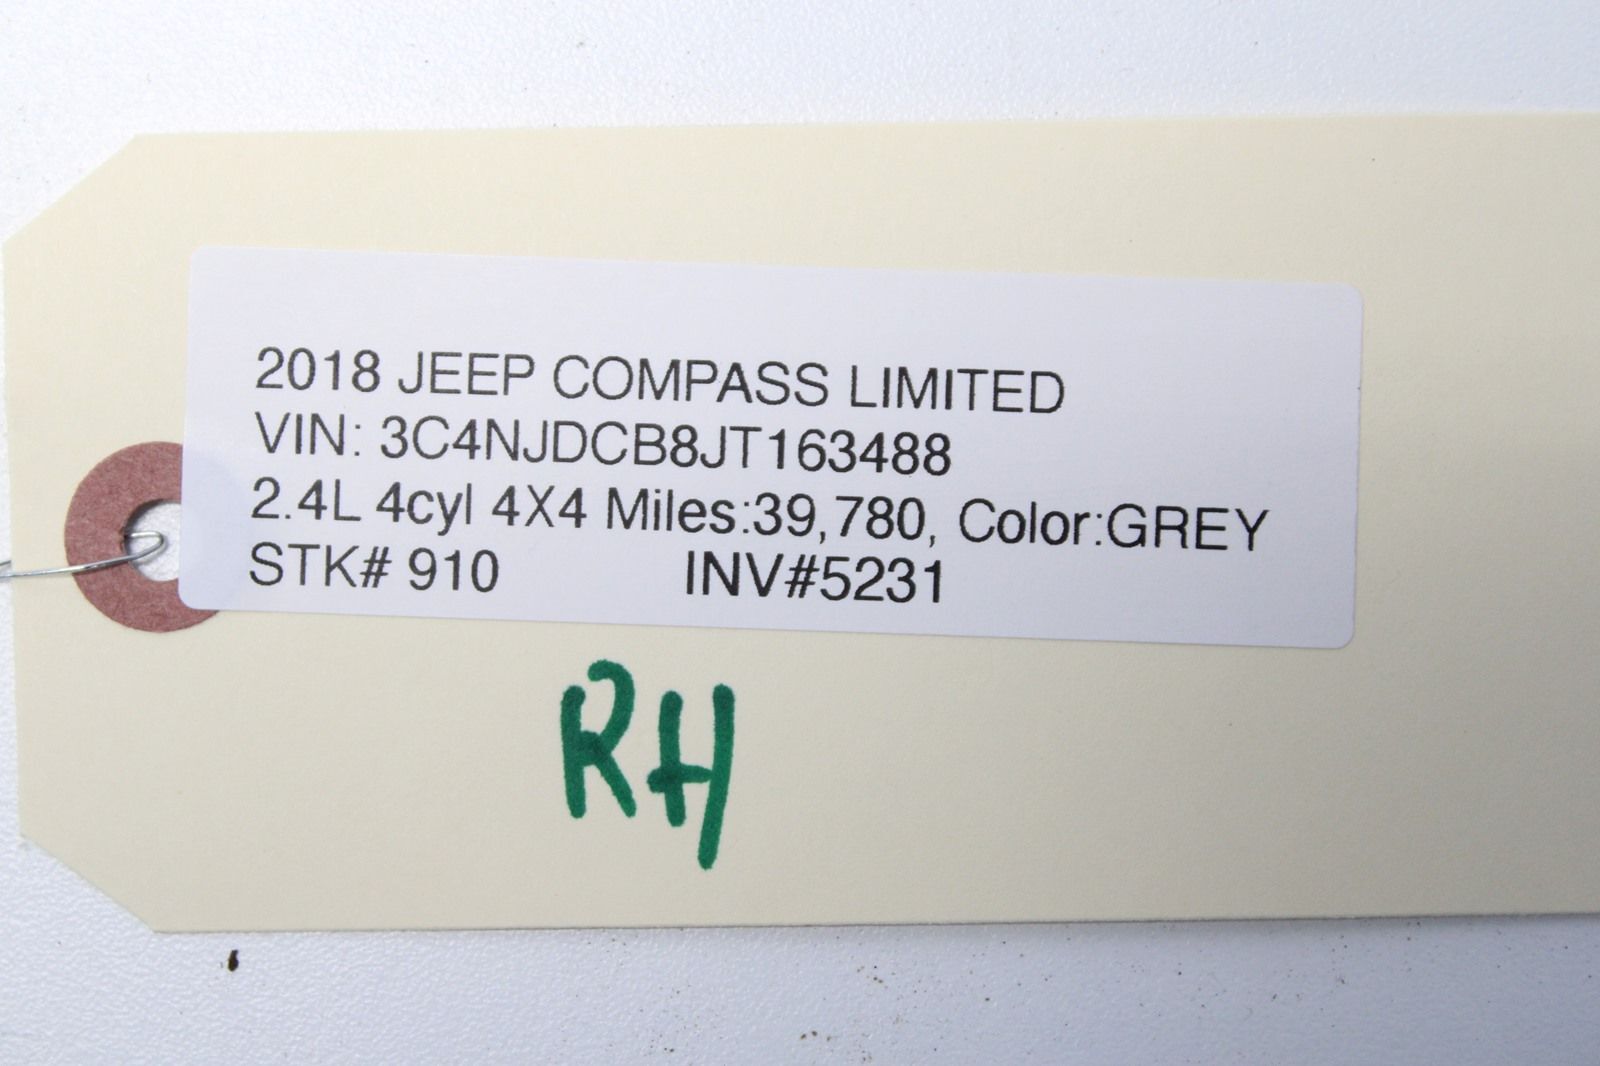 2018 JEEP COMPASS LIMITED
VIN: 3C4NJDCB8JT163488
2.4L 4cyl 4X4 Miles:39,780, Color:GREY
STK# 910 INV#5231
RH